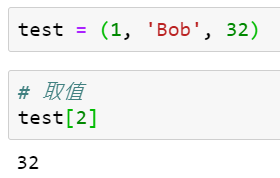 test = (1, 'Bob', 32)
# 取值
test[2]
32